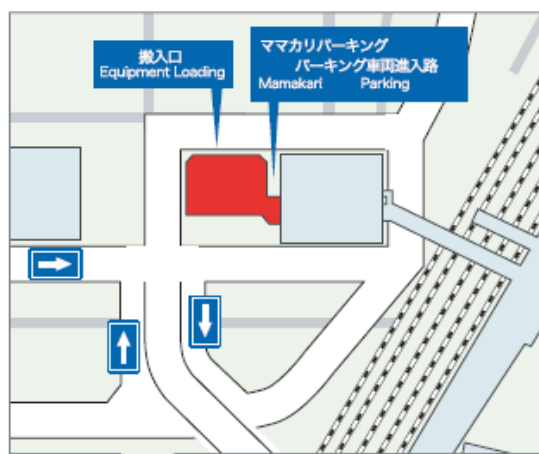 搬入口
Equipment Loading
ママカリパーキング
パーキング車両進入路
Mamakari Parking